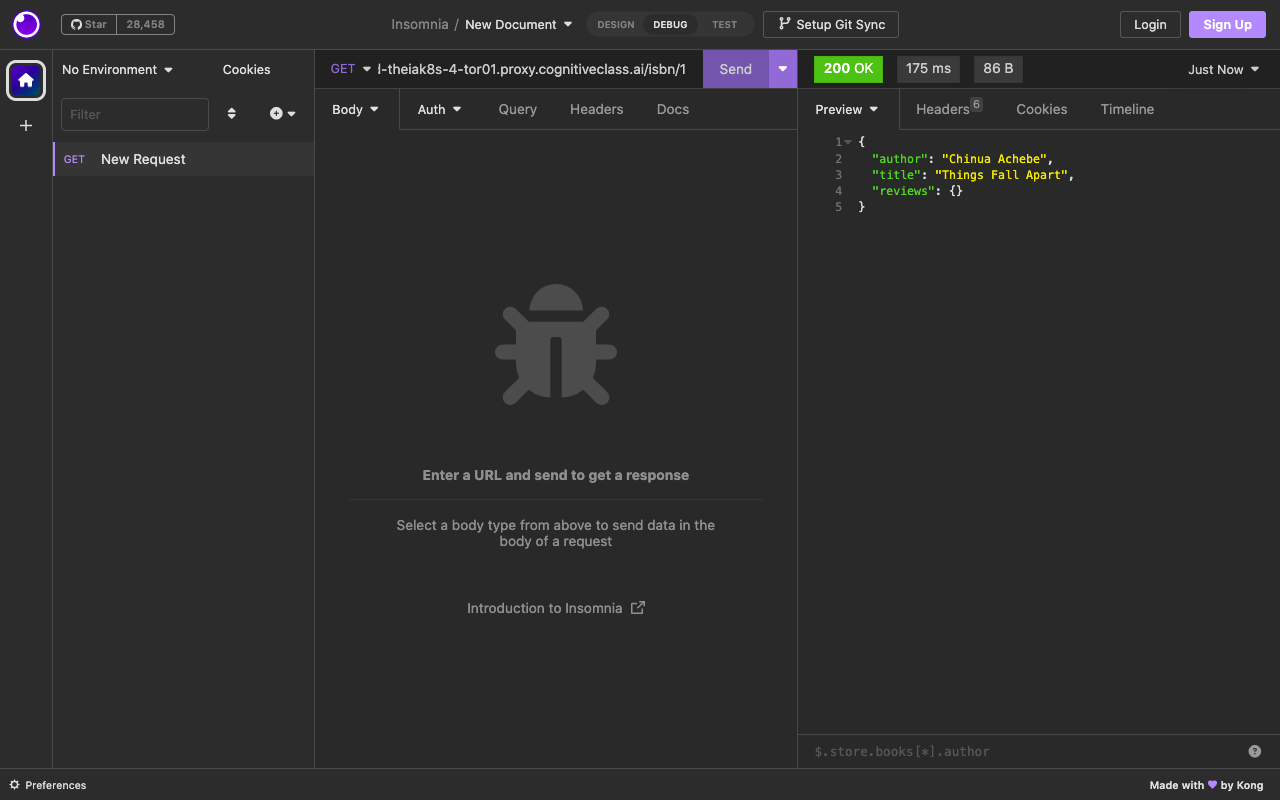 Star 28,458
Insomnia / New Document
DESIGN DEBUG TEST
Setup Git Sync
Login
Sign Up
No Environment
Cookies
Filter
GET New Request
GET theiak8s-4-tor01.proxy.cognitiveclass.ai/isbn/1
Send
Body
Auth
Query
Headers
Docs
Enter a URL and send to get a response
Select a body type from above to send data in the
body of a request
Introduction to Insomnia
200 OK
175 ms
86 B
Just Now
Preview
Headers 6
Cookies
Timeline
1 {
2 "author": "Chinua Achebe",
3 "title": "Things Fall Apart",
4 "reviews": {}
5 }
$.store.books[*].author
?
Preferences
Made with 💜 by Kong